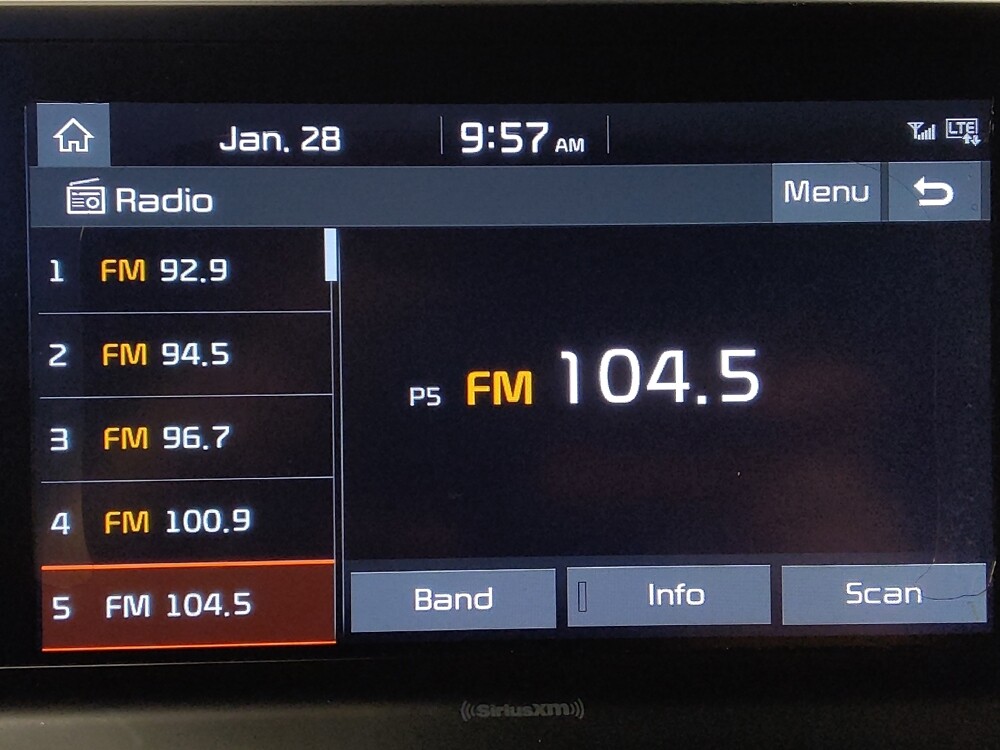 Jan. 28 9:57 AM LTE
Radio Menu
1 FM 92.9
2 FM 94.5
3 FM 96.7
4 FM 100.9
5 FM 104.5
P5 FM 104.5
Band Info Scan
SiriusXM